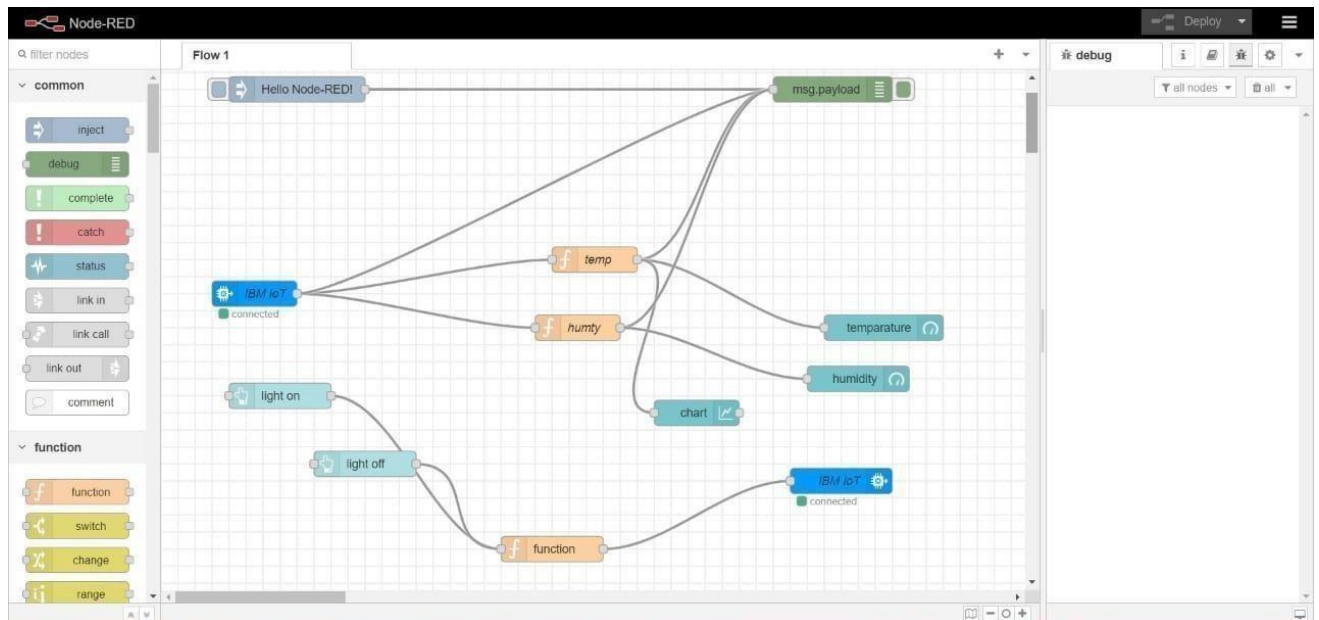 Node-RED
Deploy
filter nodes
Flow 1
debug
i
all nodes
all
common
inject
debug
complete
catch
status
link in
link call
link out
comment
function
function
switch
change
range
Hello Node-RED!
msg.payload
temp
IBM IoT
connected
humty
temparature
humidity
light on
chart
light off
IBM IoT
connected
function